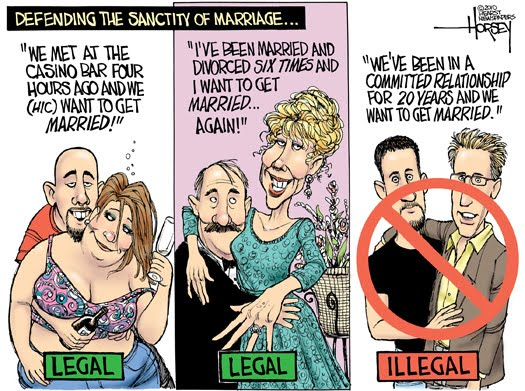 DEFENDING THE SANCTITY OF MARRIAGE...
"WE MET AT THE
CASINO BAR FOUR
HOURS AGO AND WE
(HIC) WANT TO GET
MARRIED!"
LEGAL
"I'VE BEEN MARRIED AND
DIVORCED SIX TIMES AND
I WANT TO GET
MARRIED...
AGAIN!"
LEGAL
©2010
HEARST
NEWSPAPERS
HORSEY
"WE'VE BEEN IN A
COMMITTED RELATIONSHIP
FOR 20 YEARS AND WE
WANT TO GET MARRIED."
ILLEGAL